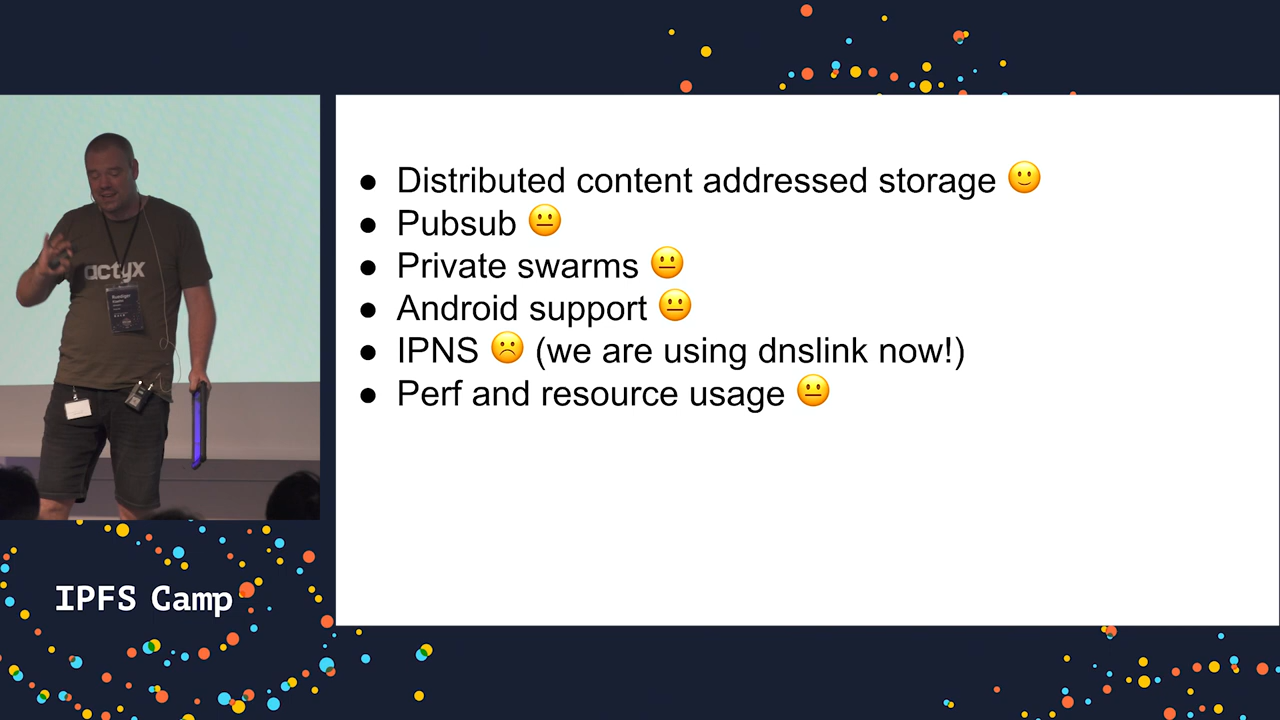 ● Distributed content addressed storage 🙂
● Pubsub 😐
● Private swarms 😐
● Android support 😐
● IPNS ☹️ (we are using dnslink now!)
● Perf and resource usage 😐
actyx
IPFS Camp